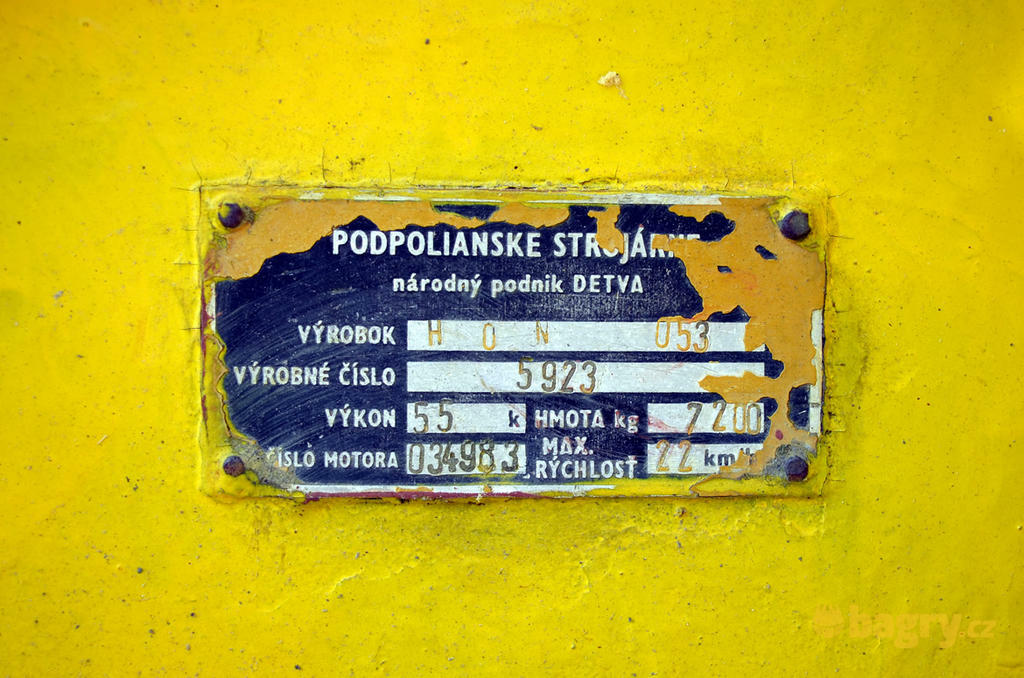 PODPOLIANSKE STROJÁRNE
národný podnik DETVA
VÝROBOK H O N 053
VÝROBNÉ ČÍSLO 5923
VÝKON 55 k HMOTA kg 7200
ČÍSLO MOTORA 034983 MAX. RÝCHLOSŤ 22 km/h
bagry.cz